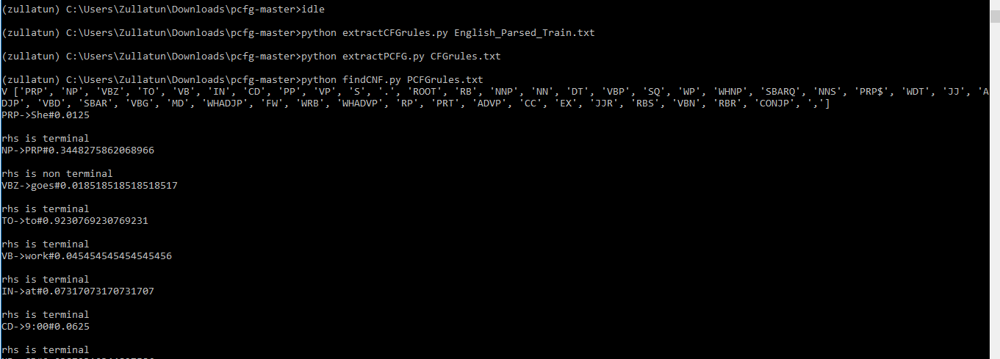 (zullatun) C:\Users\Zullatun\Downloads\pcfg-master>idle
(zullatun) C:\Users\Zullatun\Downloads\pcfg-master>python extractCFGrules.py English_Parsed_Train.txt
(zullatun) C:\Users\Zullatun\Downloads\pcfg-master>python extractPCFG.py CFGrules.txt
(zullatun) C:\Users\Zullatun\Downloads\pcfg-master>python findCNF.py PCFGrules.txt
V ['PRP', 'NP', 'VBZ', 'TO', 'VB', 'IN', 'CD', 'PP', 'VP', 'S', '.', 'ROOT', 'RB', 'NNP', 'NN', 'DT', 'VBP', 'SQ', 'WP', 'WHNP', 'SBARQ', 'NNS', 'PRP$', 'WDT', 'JJ', 'A
DJP', 'VBD', 'SBAR', 'VBG', 'MD', 'WHADJP', 'FW', 'WRB', 'WHADVP', 'RP', 'PRT', 'ADVP', 'CC', 'EX', 'JJR', 'RBS', 'VBN', 'RBR', 'CONJP', ',']
PRP->She#0.0125
rhs is terminal
NP->PRP#0.3448275862068966
rhs is non terminal
VBZ->goes#0.018518518518518517
rhs is terminal
TO->to#0.9230769230769231
rhs is terminal
VB->work#0.045454545454545456
rhs is terminal
IN->at#0.07317073170731707
rhs is terminal
CD->9:00#0.0625
rhs is terminal